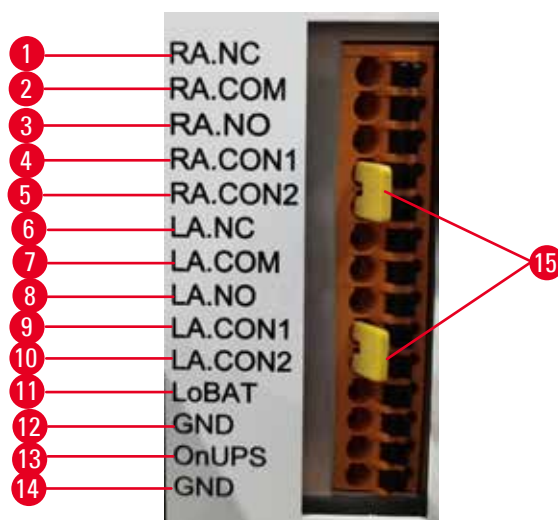 1 RA.NC
2 RA.COM
3 RA.NO
4 RA.CON1
5 RA.CON2
6 LA.NC
7 LA.COM
15
8 LA.NO
9 LA.CON1
10 LA.CON2
11 LoBAT
12 GND
13 OnUPS
14 GND